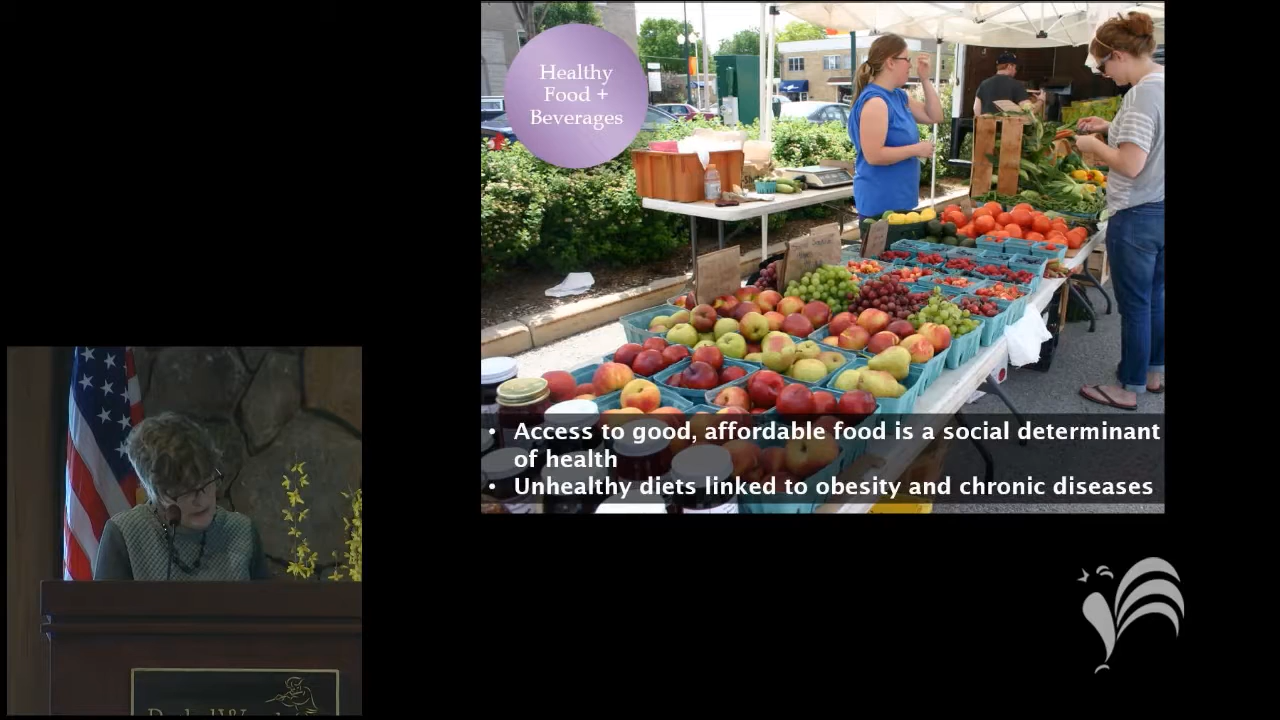 Healthy
Food +
Beverages
• Access to good, affordable food is a social determinant
of health
• Unhealthy diets linked to obesity and chronic diseases